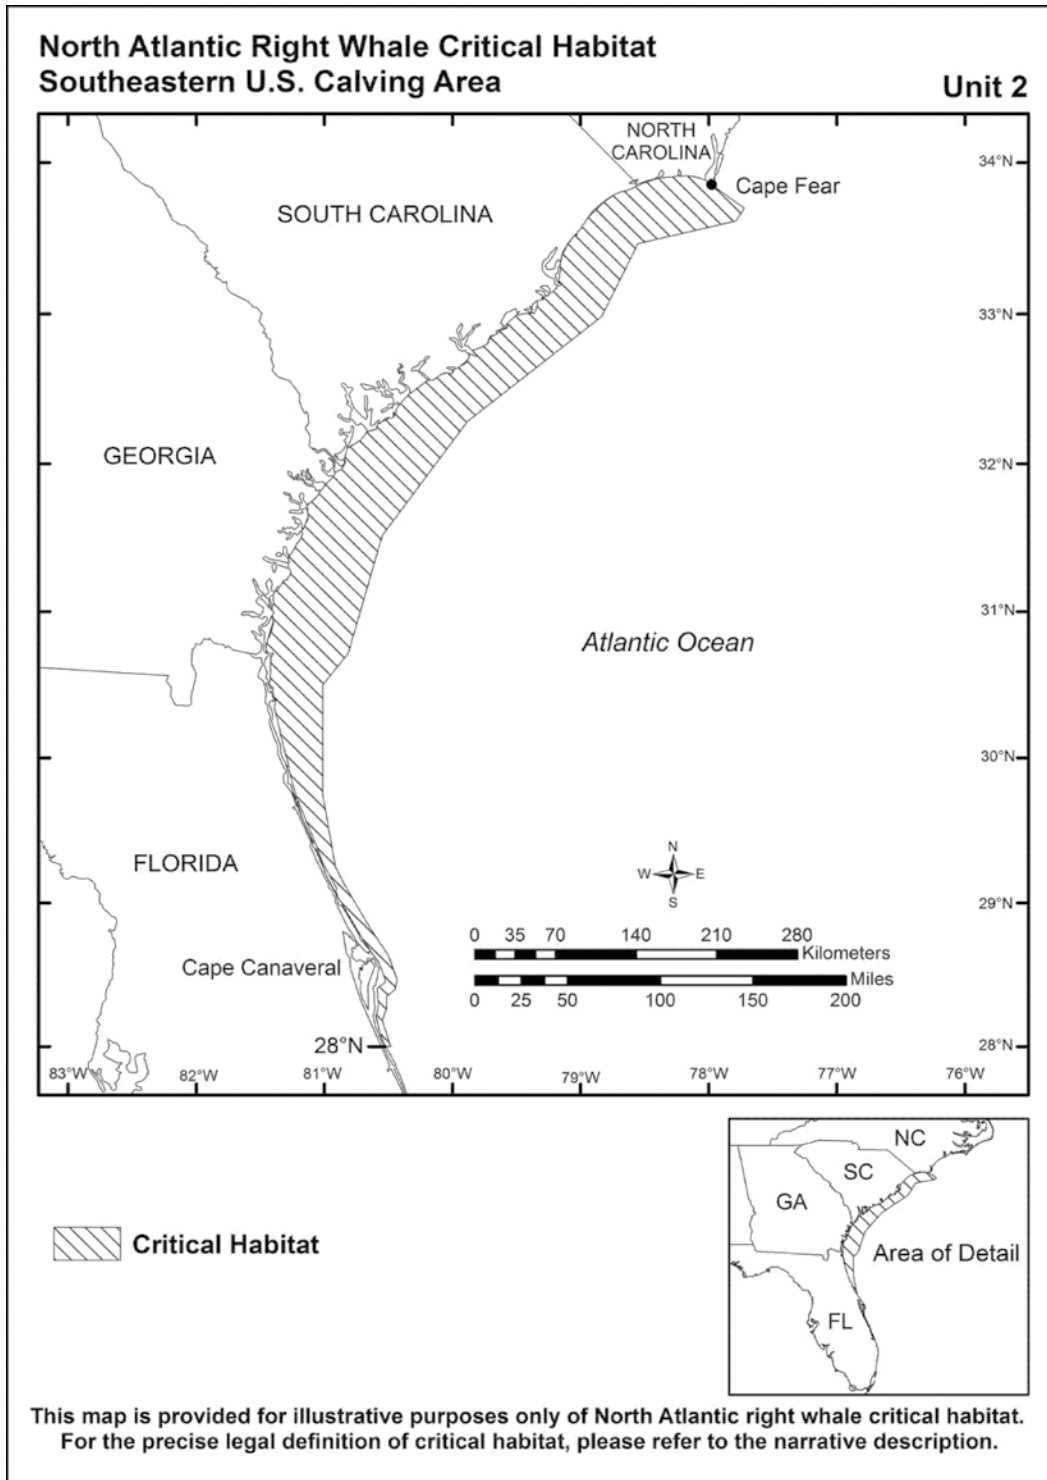 North Atlantic Right Whale Critical Habitat
Southeastern U.S. Calving Area
Unit 2
NORTH
CAROLINA
34°N
Cape Fear
SOUTH CAROLINA
33°N
GEORGIA
32°N
31°N
Atlantic Ocean
30°N
FLORIDA
N
W E
S
29°N
0 35 70 140 210 280
Kilometers
Cape Canaveral
Miles
0 25 50 100 150 200
28°N
28°N
83°W 82°W 81°W 80°W 79°W 78°W 77°W 76°W
NC
SC
GA
Area of Detail
FL
Critical Habitat
This map is provided for illustrative purposes only of North Atlantic right whale critical habitat.
For the precise legal definition of critical habitat, please refer to the narrative description.